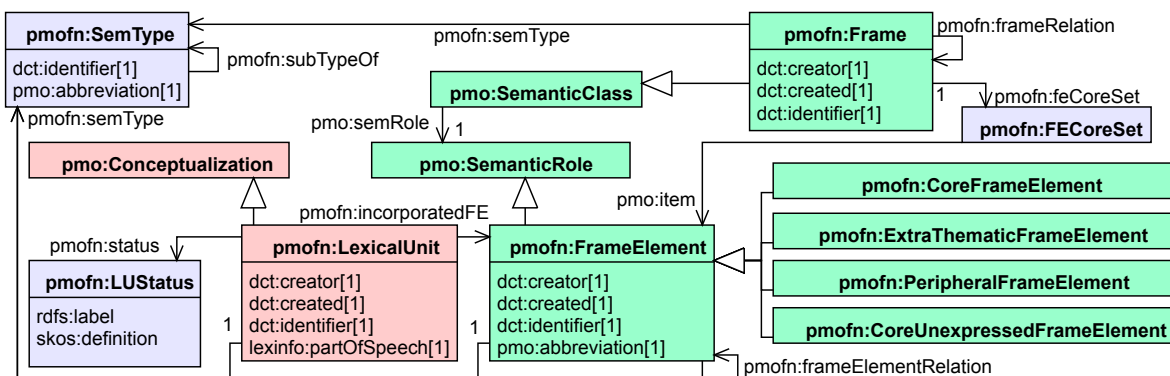 pmofn:SemType
dct:identifier[1]
pmo:abbreviation[1]
pmofn:subTypeOf
pmofn:semType
pmofn:Frame
dct:creator[1]
dct:created[1]
dct:identifier[1]
pmofn:frameRelation
1
pmofn:feCoreSet
pmofn:FECoreSet
pmo:SemanticClass
pmo:semRole
1
pmofn:semType
pmo:Conceptualization
pmo:SemanticRole
pmo:item
pmofn:CoreFrameElement
pmofn:ExtraThematicFrameElement
pmofn:PeripheralFrameElement
pmofn:CoreUnexpressedFrameElement
pmofn:incorporatedFE
pmofn:status
pmofn:LUStatus
rdfs:label
skos:definition
pmofn:LexicalUnit
dct:creator[1]
dct:created[1]
dct:identifier[1]
lexinfo:partOfSpeech[1]
1
pmofn:FrameElement
dct:creator[1]
dct:created[1]
dct:identifier[1]
pmo:abbreviation[1]
1
pmofn:frameElementRelation